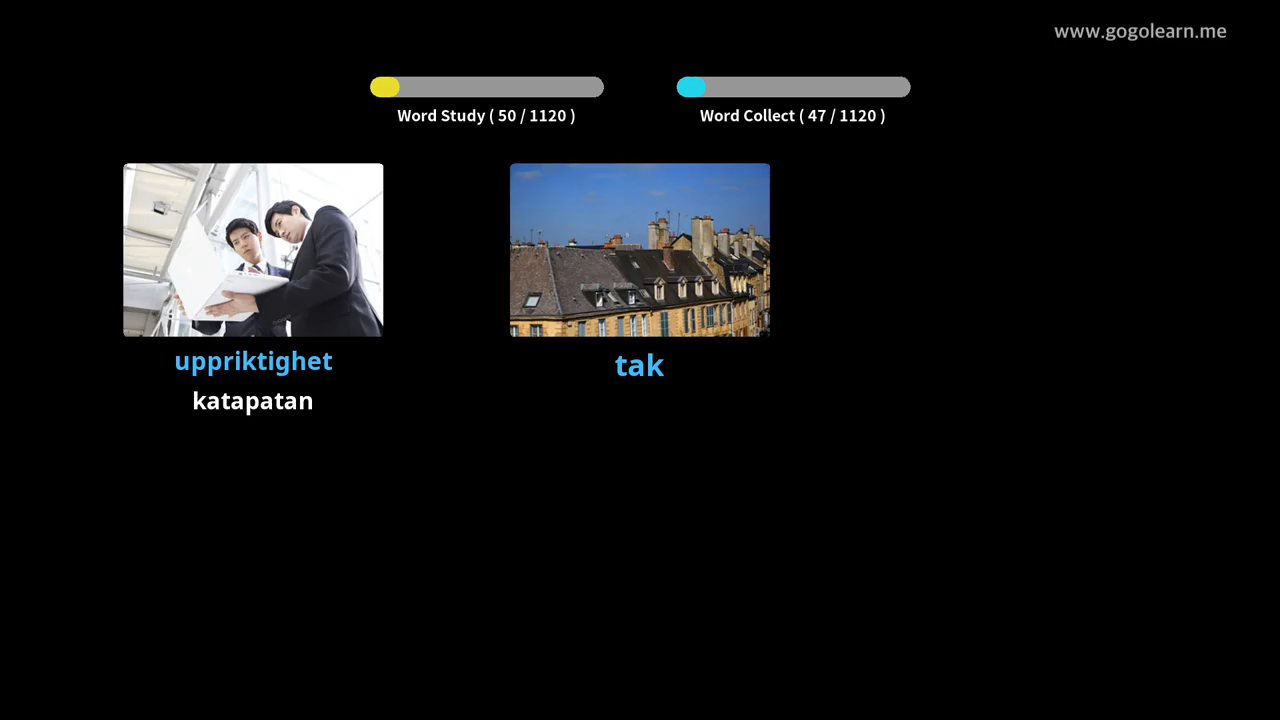 www.gogolearn.me
Word Study ( 50 / 1120 )
Word Collect ( 47 / 1120 )
uppriktighet
katapatan
tak